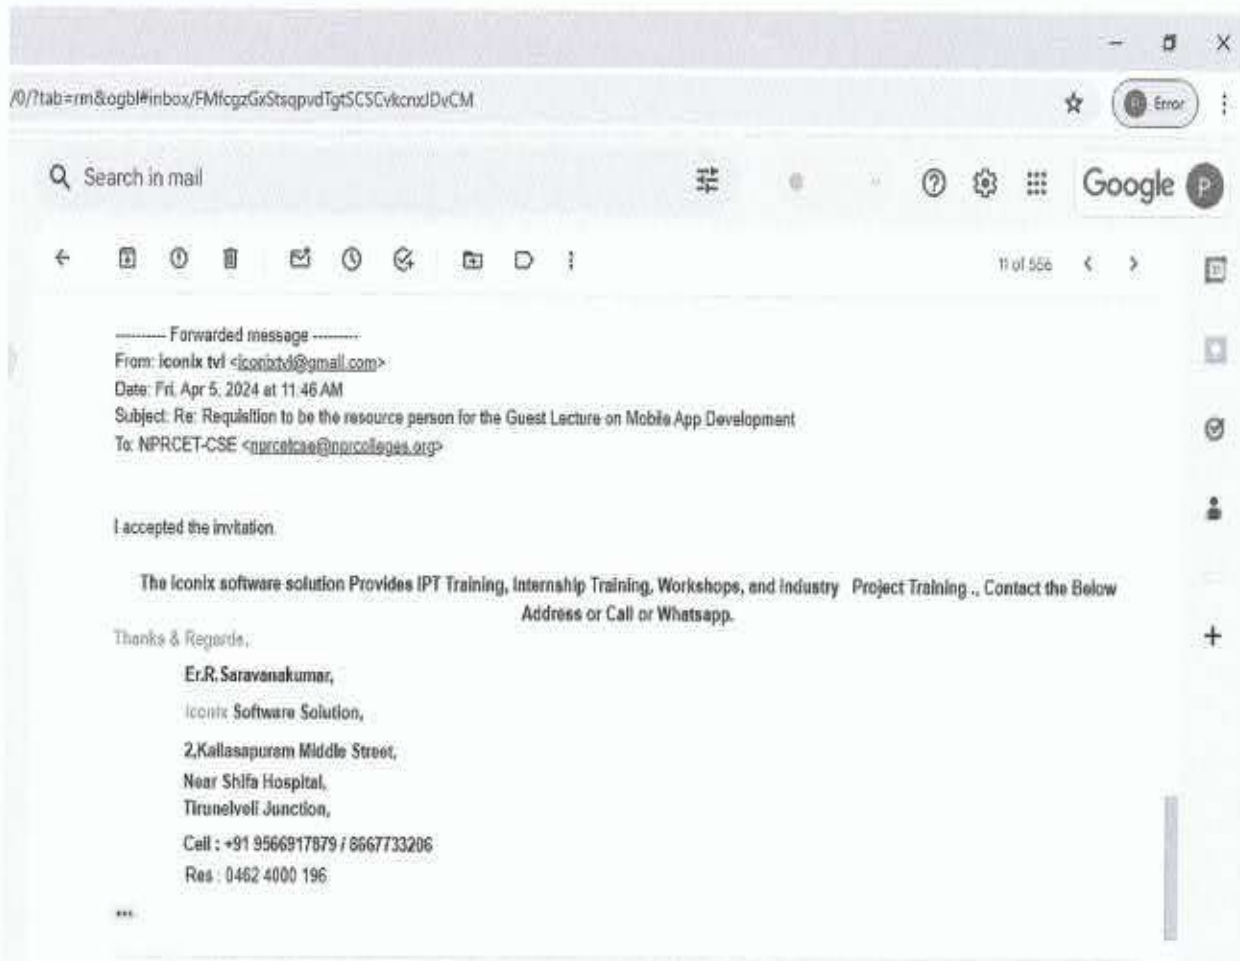 /0/?tab=rm&ogbl#inbox/FMfcgzGxStsqpvdTgtSCSCvkcnxJDvCM
Error
Search in mail
Google P
11 of 556
---------- Forwarded message ----------
From: iconix tvl <iconixtvl@gmail.com>
Date: Fri, Apr 5, 2024 at 11:46 AM
Subject: Re: Requisition to be the resource person for the Guest Lecture on Mobile App Development
To: NPRCET-CSE <nprcetcse@nprcolleges.org>
I accepted the invitation.
The Iconix software solution Provides IPT Training, Internship Training, Workshops, and Industry Project Training ., Contact the Below
Address or Call or Whatsapp.
Thanks & Regards,
Er.R.Saravanakumar,
Iconix Software Solution,
2,Kailasapuram Middle Street,
Near Shifa Hospital,
Tirunelveli Junction,
Cell : +91 9566917879 / 8667733206
Res : 0462 4000 196